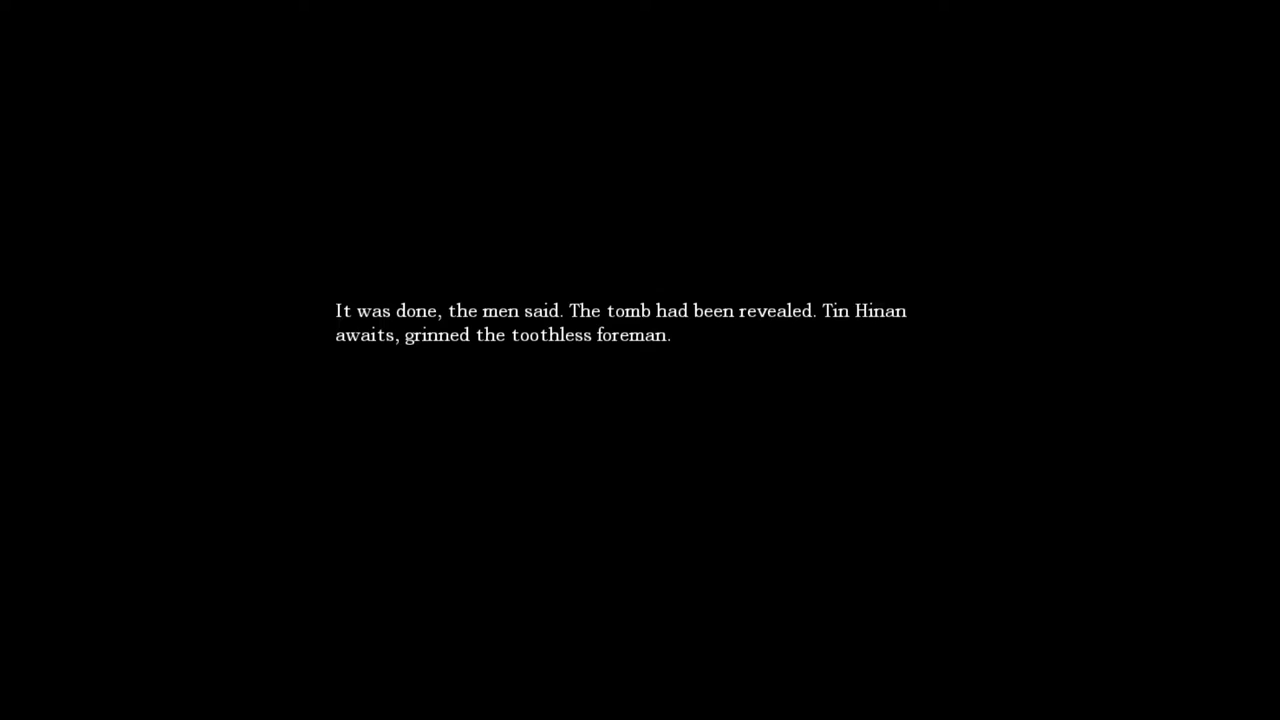 It was done, the men said. The tomb had been revealed. Tin Hinan
awaits, grinned the toothless foreman.